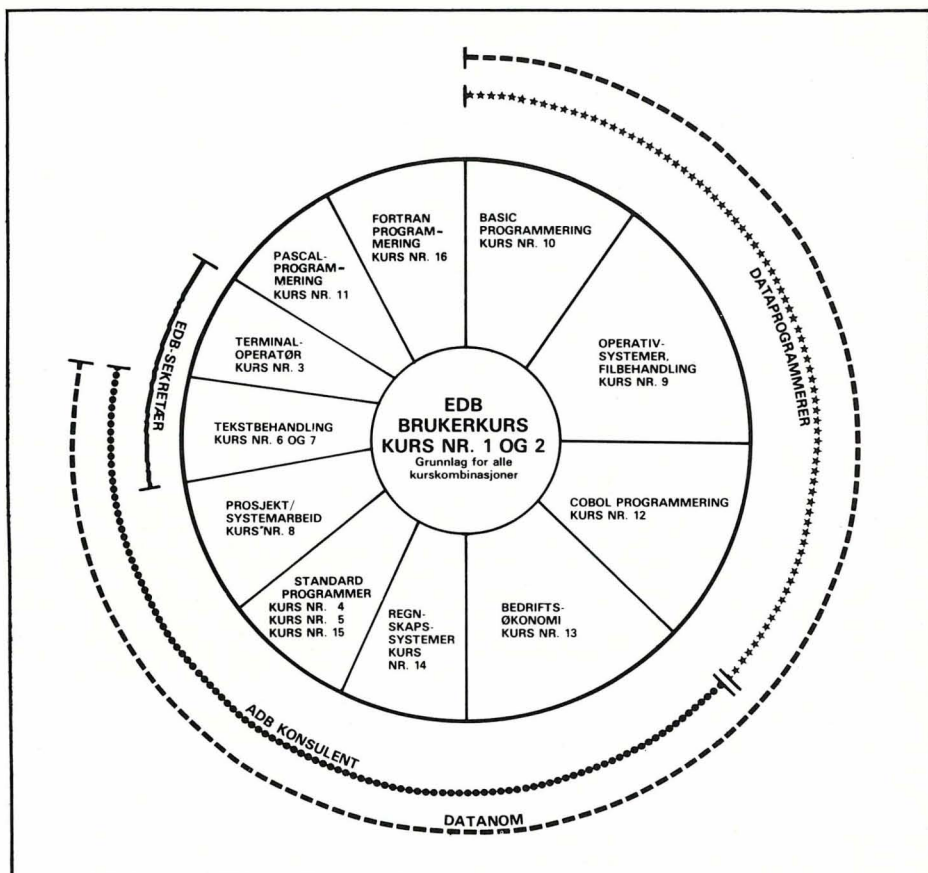 EDB
BRUKERKURS
KURS NR. 1 OG 2
Grunnlag for alle
kurskombinasjoner
BASIC
PROGRAMMERING
KURS NR. 10
OPERATIV-
SYSTEMER,
FILBEHANDLING
KURS NR. 9
COBOL PROGRAMMERING
KURS NR. 12
BEDRIFTS-
ØKONOMI
KURS NR. 13
REGN-
SKAPS-
SYSTEMER
KURS
NR. 14
STANDARD
PROGRAMMER
KURS NR. 4
KURS NR. 5
KURS NR. 15
PROSJEKT/
SYSTEMARBEID
KURS NR. 8
TEKSTBEHANDLING
KURS NR. 6 OG 7
TERMINAL-
OPERATØR
KURS NR. 3
PASCAL-
PROGRAM-
MERING
KURS NR. 11
FORTRAN
PROGRAM-
MERING
KURS NR. 16
DATAPROGRAMMERER
EDB-SEKRETÆR
ADB KONSULENT
DATANOM